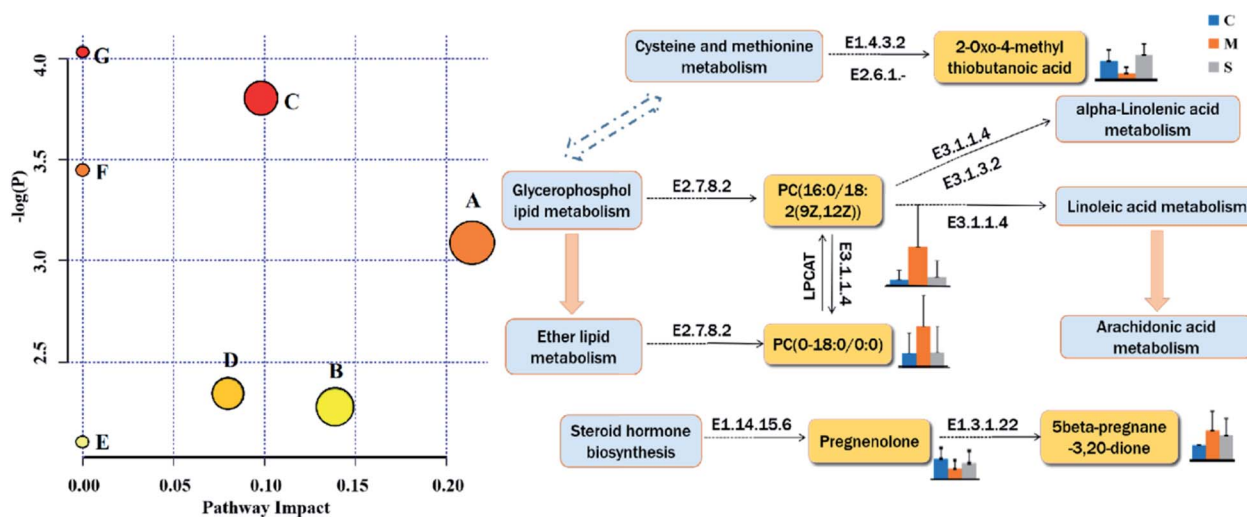 G
C
F
A
D
B
E
4.0
3.5
3.0
2.5
-log(P)
0.00
0.05
0.10
0.15
0.20
Pathway Impact
Cysteine and methionine
metabolism
E1.4.3.2
E2.6.1.-
2-Oxo-4-methyl
thiobutanoic acid
C
M
S
alpha-Linolenic acid
metabolism
E3.1.1.4
E3.1.3.2
Glycerophosphol
ipid metabolism
E2.7.8.2
PC(16:0/18:
2(9Z,12Z))
E3.1.1.4
Linoleic acid metabolism
LPCAT
E3.1.1.4
Ether lipid
metabolism
E2.7.8.2
PC(O-18:0/0:0)
Arachidonic acid
metabolism
Steroid hormone
biosynthesis
E1.14.15.6
Pregnenolone
E1.3.1.22
5beta-pregnane
-3,20-dione